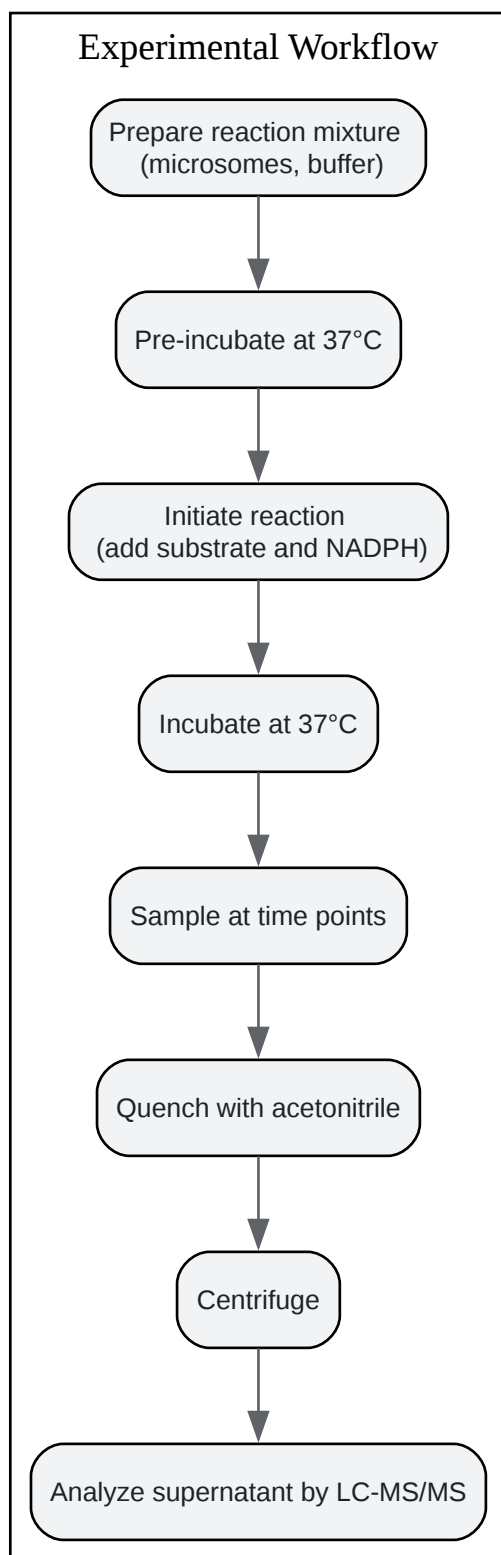 Experimental Workflow
Prepare reaction mixture
(microsomes, buffer)
Pre-incubate at 37°C
Initiate reaction
(add substrate and NADPH)
Incubate at 37°C
Sample at time points
Quench with acetonitrile
Centrifuge
Analyze supernatant by LC-MS/MS